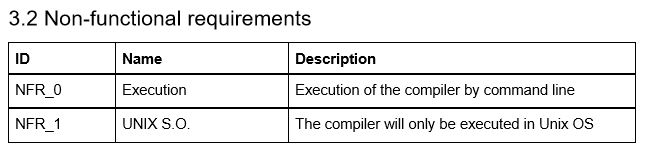 3.2 Non-functional requirements
ID Name Description
NFR_0 Execution Execution of the compiler by command line
NFR_1 UNIX S.O. The compiler will only be executed in Unix OS